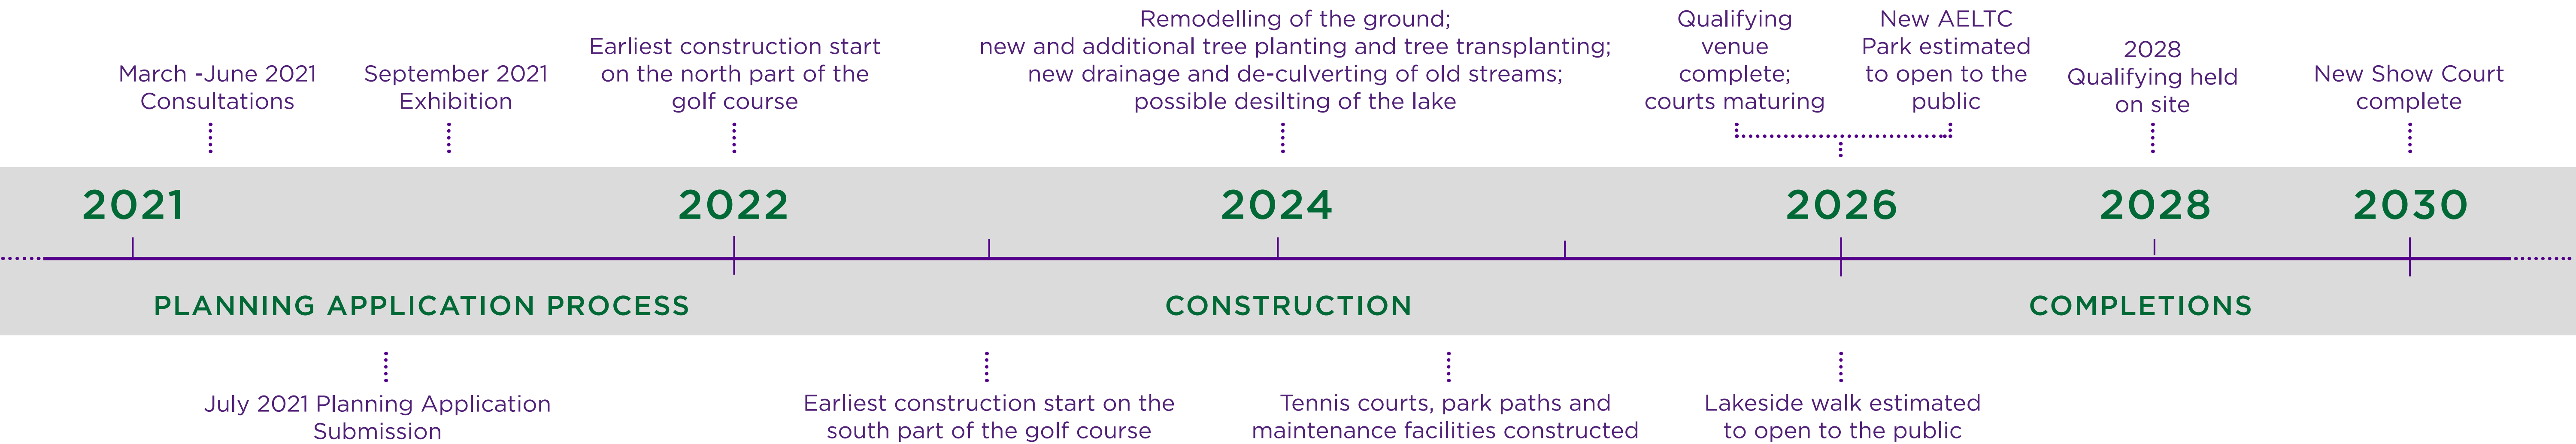 March -June 2021
Consultations
September 2021
Exhibition
Earliest construction start
on the north part of the
golf course
Remodelling of the ground;
new and additional tree planting and tree transplanting;
new drainage and de-culverting of old streams;
possible desilting of the lake
Qualifying
venue
complete;
courts maturing
New AELTC
Park estimated
to open to the
public
2028
Qualifying held
on site
New Show Court
complete
2021
2022
2024
2026
2028
2030
PLANNING APPLICATION PROCESS
CONSTRUCTION
COMPLETIONS
July 2021 Planning Application
Submission
Earliest construction start on the
south part of the golf course
Tennis courts, park paths and
maintenance facilities constructed
Lakeside walk estimated
to open to the public